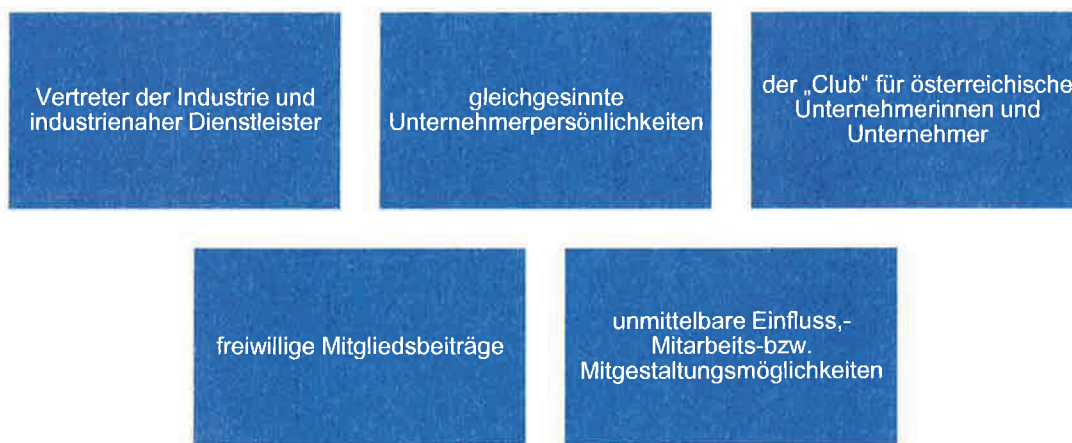 Vertreter der Industrie und
industrienaher Dienstleister
gleichgesinnte
Unternehmerpersönlichkeiten
der „Club“ für österreichische
Unternehmerinnen und
Unternehmer
freiwillige Mitgliedsbeiträge
unmittelbare Einfluss,-
Mitarbeits-bzw.
Mitgestaltungsmöglichkeiten